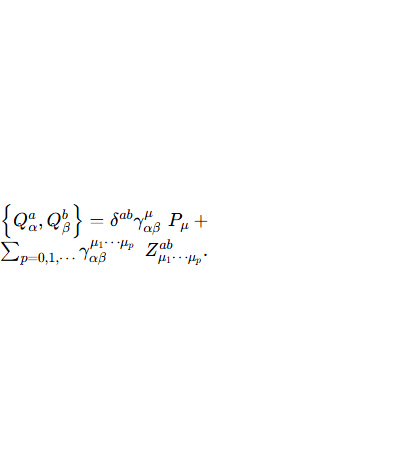 $\left\{ Q^a_\alpha, Q^b_\beta \right\} = \delta^{ab} \gamma^\mu_{\alpha\beta} \ P_\mu +$
$\sum_{p=0,1,\cdots} \gamma^{\mu_1 \cdots \mu_p}_{\alpha\beta} \ Z^{ab}_{\mu_1 \cdots \mu_p}.$